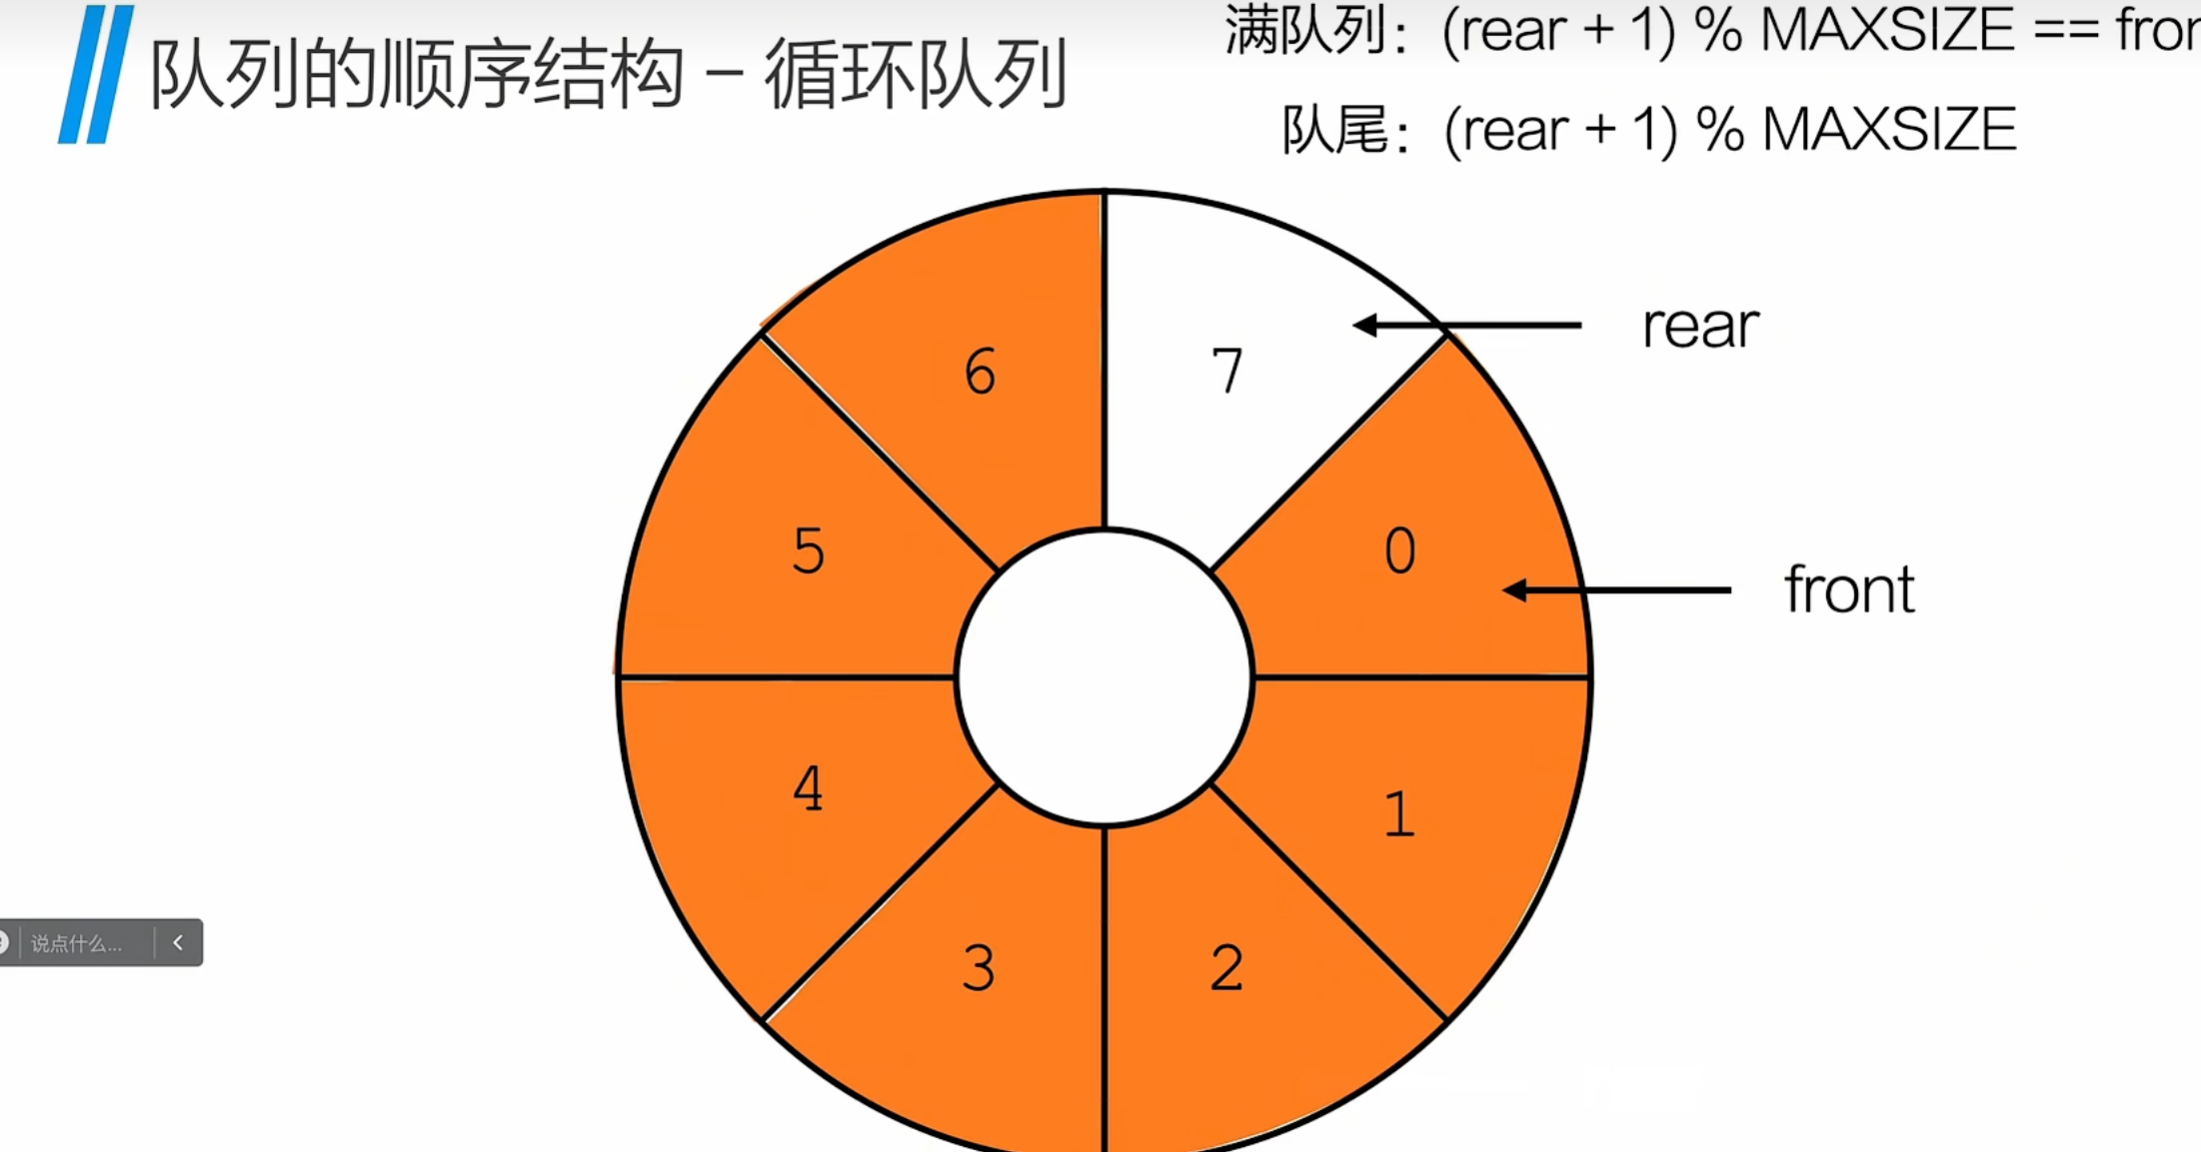 队列的顺序结构 – 循环队列
满队列：(rear + 1) % MAXSIZE == fron
队尾：(rear + 1) % MAXSIZE
6
7
rear
5
0
front
4
1
3
2
说点什么...